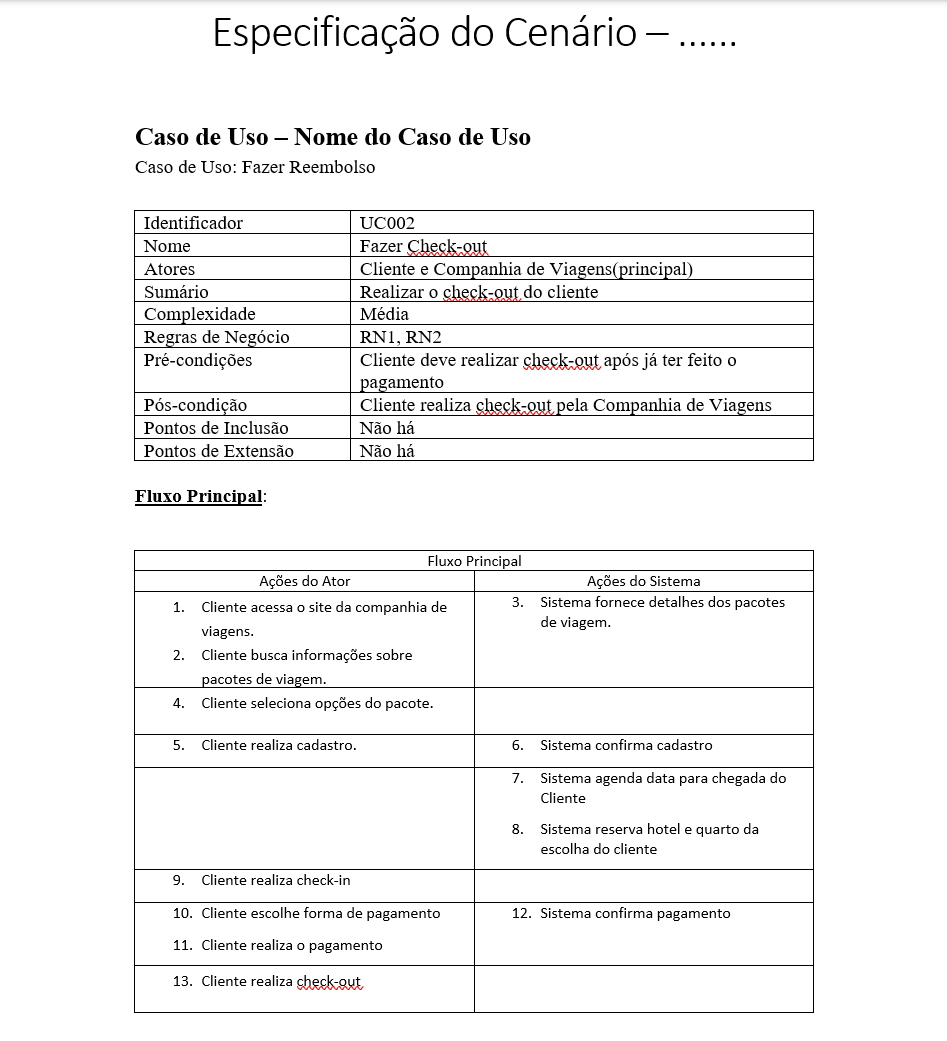 Especificação do Cenário – ......
Caso de Uso – Nome do Caso de Uso
Caso de Uso: Fazer Reembolso
Identificador UC002
Nome Fazer Check-out
Atores Cliente e Companhia de Viagens(principal)
Sumário Realizar o check-out do cliente
Complexidade Média
Regras de Negócio RN1, RN2
Pré-condições Cliente deve realizar check-out após já ter feito o
pagamento
Pós-condição Cliente realiza check-out pela Companhia de Viagens
Pontos de Inclusão Não há
Pontos de Extensão Não há
Fluxo Principal:
Fluxo Principal
Ações do Ator Ações do Sistema
1. Cliente acessa o site da companhia de
viagens.
2. Cliente busca informações sobre
pacotes de viagem.
3. Sistema fornece detalhes dos pacotes
de viagem.
4. Cliente seleciona opções do pacote.
5. Cliente realiza cadastro.
6. Sistema confirma cadastro
7. Sistema agenda data para chegada do
Cliente
8. Sistema reserva hotel e quarto da
escolha do cliente
9. Cliente realiza check-in
10. Cliente escolhe forma de pagamento
11. Cliente realiza o pagamento
12. Sistema confirma pagamento
13. Cliente realiza check-out